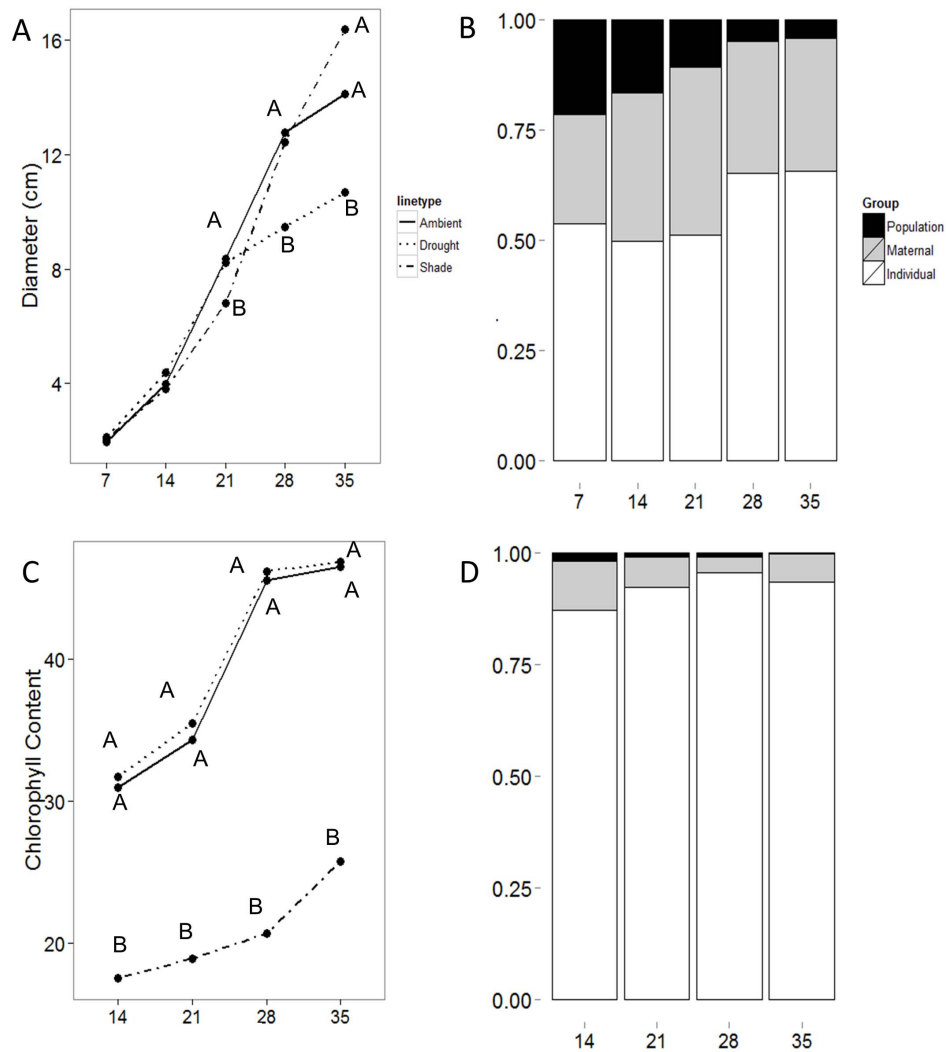 A
Diameter (cm)
16
12
8
4
7 14 21 28 35
A
A
A
A
B
B
B
linetype
Ambient
Drought
Shade
B
1.00
0.75
0.50
0.25
0.00
7 14 21 28 35
Group
Population
Maternal
Individual
C
Chlorophyll Content
40
30
20
14 21 28 35
A
A
A
A
A
A
A
A
B
B
B
B
D
1.00
0.75
0.50
0.25
0.00
14 21 28 35